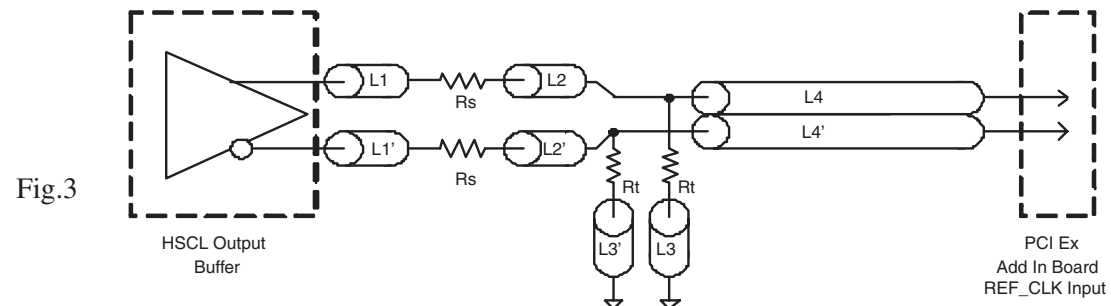 L1
Rs
L2
L4
L1'
Rs
L2'
L4'
Fig.3
Rt
Rt
L3'
L3
HSCL Output
Buffer
PCI Ex
Add In Board
REF_CLK Input